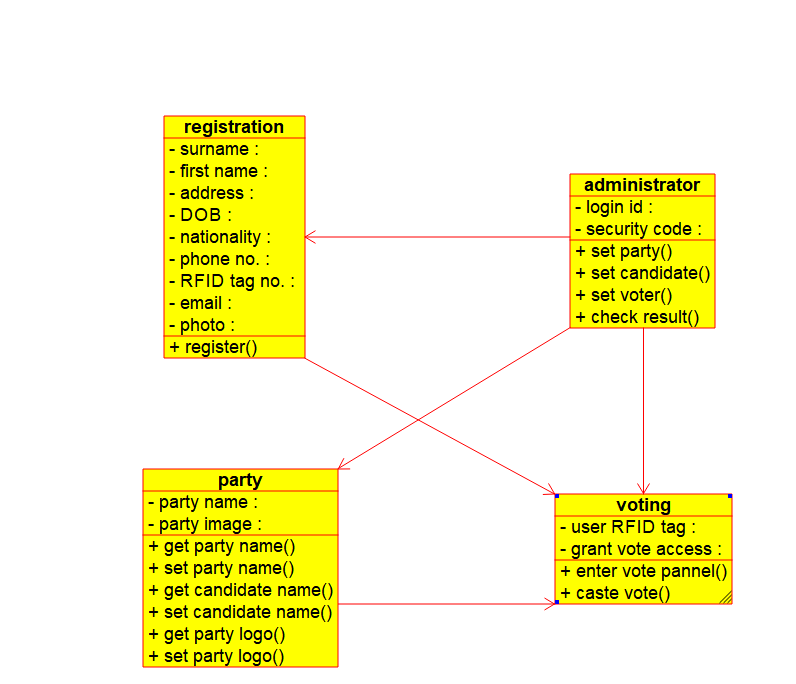 registration
- surname :
- first name :
- address :
- DOB :
- nationality :
- phone no. :
- RFID tag no. :
- email :
- photo :
+ register()
administrator
- login id :
- security code :
+ set party()
+ set candidate()
+ set voter()
+ check result()
party
- party name :
- party image :
+ get party name()
+ set party name()
+ get candidate name()
+ set candidate name()
+ get party logo()
+ set party logo()
voting
- user RFID tag :
- grant vote access :
+ enter vote pannel()
+ caste vote()